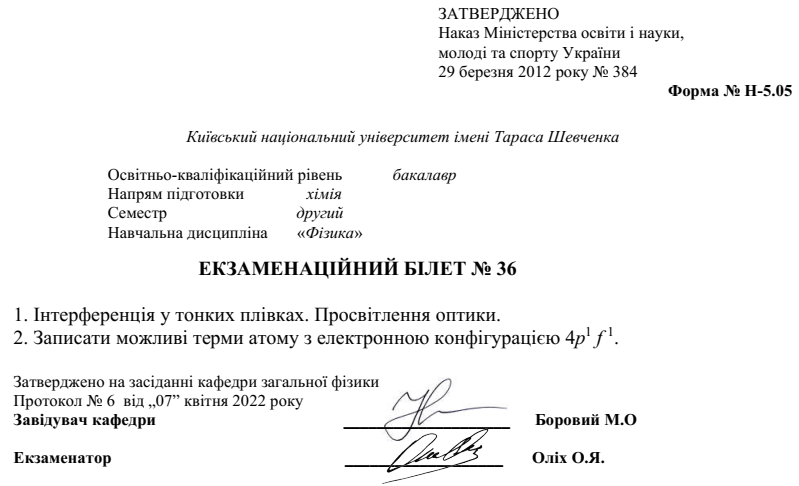 ЗАТВЕРДЖЕНО
Наказ Міністерства освіти і науки,
молоді та спорту України
29 березня 2012 року № 384
Форма № Н-5.05
Київський національний університет імені Тараса Шевченка
Освітньо-кваліфікаційний рівень бакалавр
Напрям підготовки хімія
Семестр другий
Навчальна дисципліна «Фізика»
ЕКЗАМЕНАЦІЙНИЙ БІЛЕТ № 36
1. Інтерференція у тонких плівках. Просвітлення оптики.
2. Записати можливі терми атому з електронною конфігурацією 4p¹ f ¹.
Затверджено на засіданні кафедри загальної фізики
Протокол № 6 від „07” квітня 2022 року
Завідувач кафедри Боровий М.О
Екзаменатор Оліх О.Я.